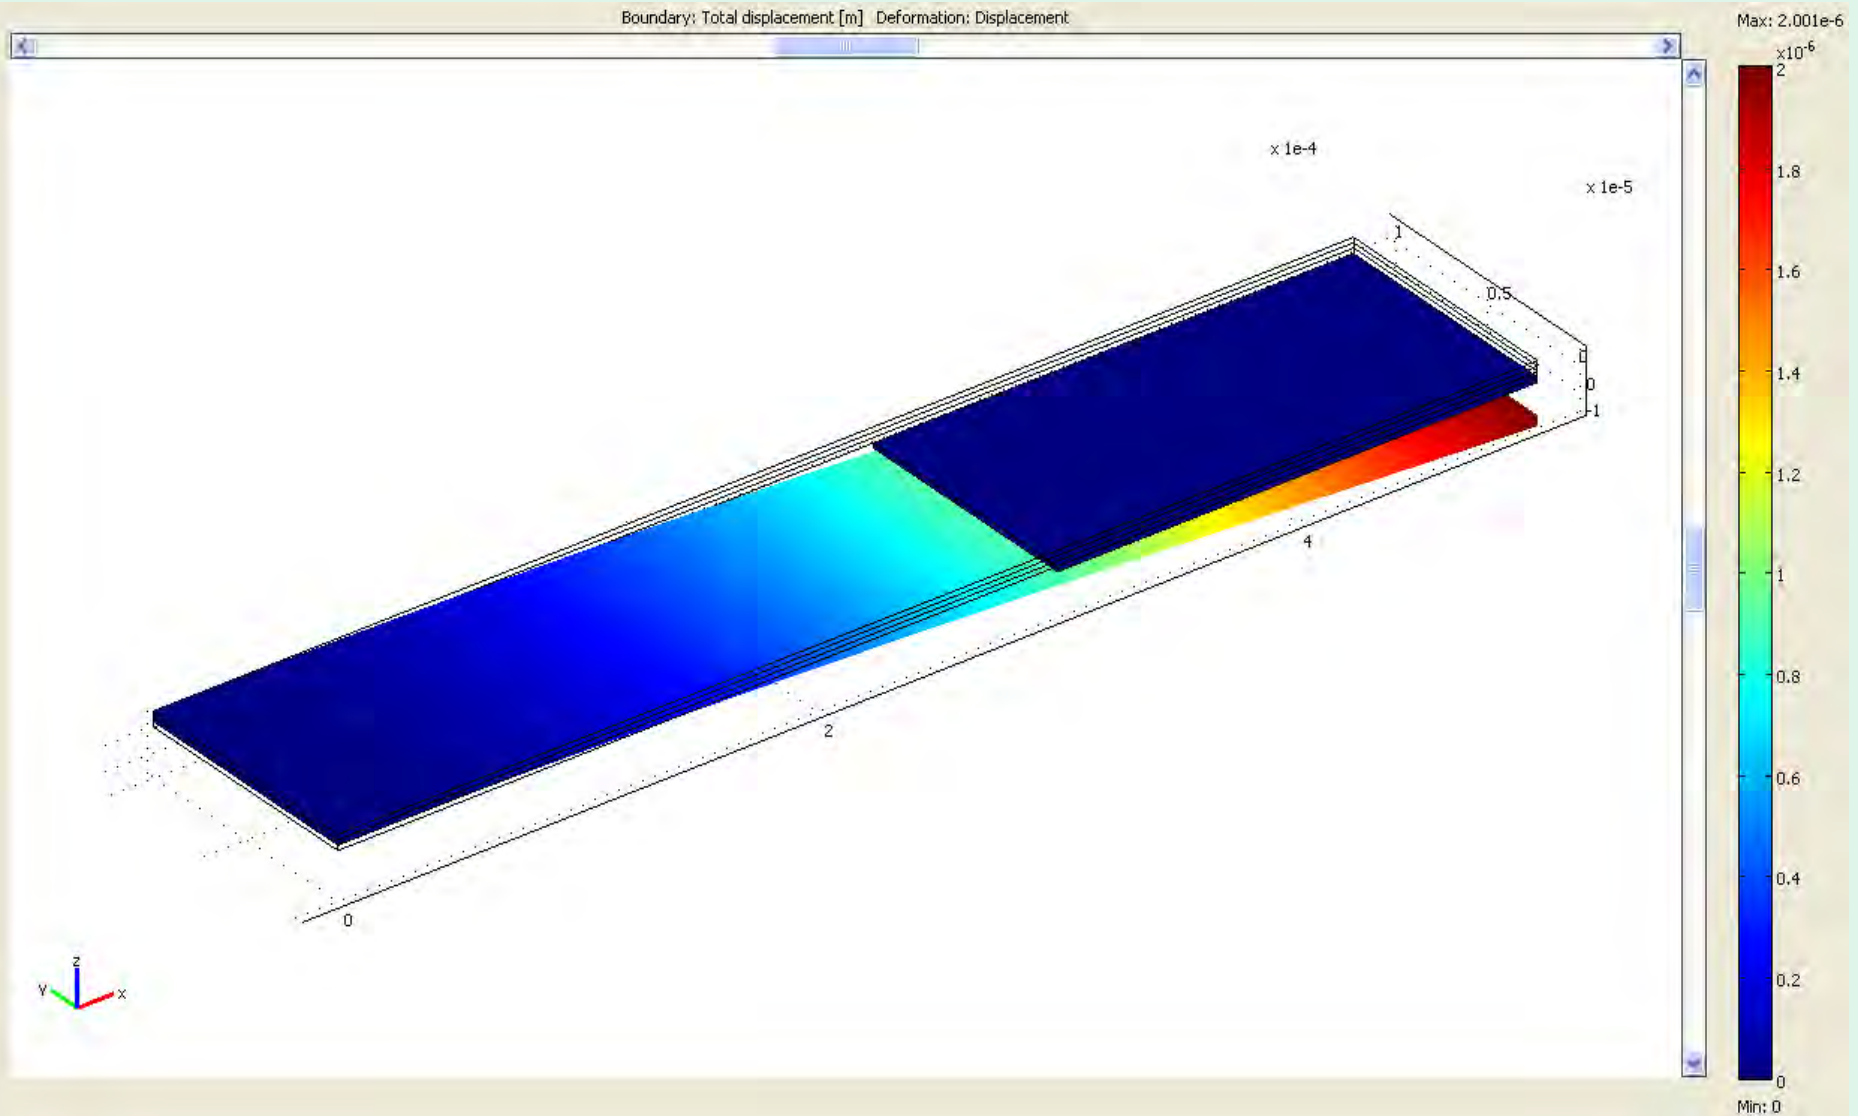 Boundary: Total displacement [m] Deformation: Displacement
Max: 2.001e-6
x10-6
2
1.8
1.6
1.4
1.2
1
0.8
0.6
0.4
0.2
0
Min: 0
x 1e-4
x 1e-5
1
0.5
0
0
-1
4
2
0
z
y
x